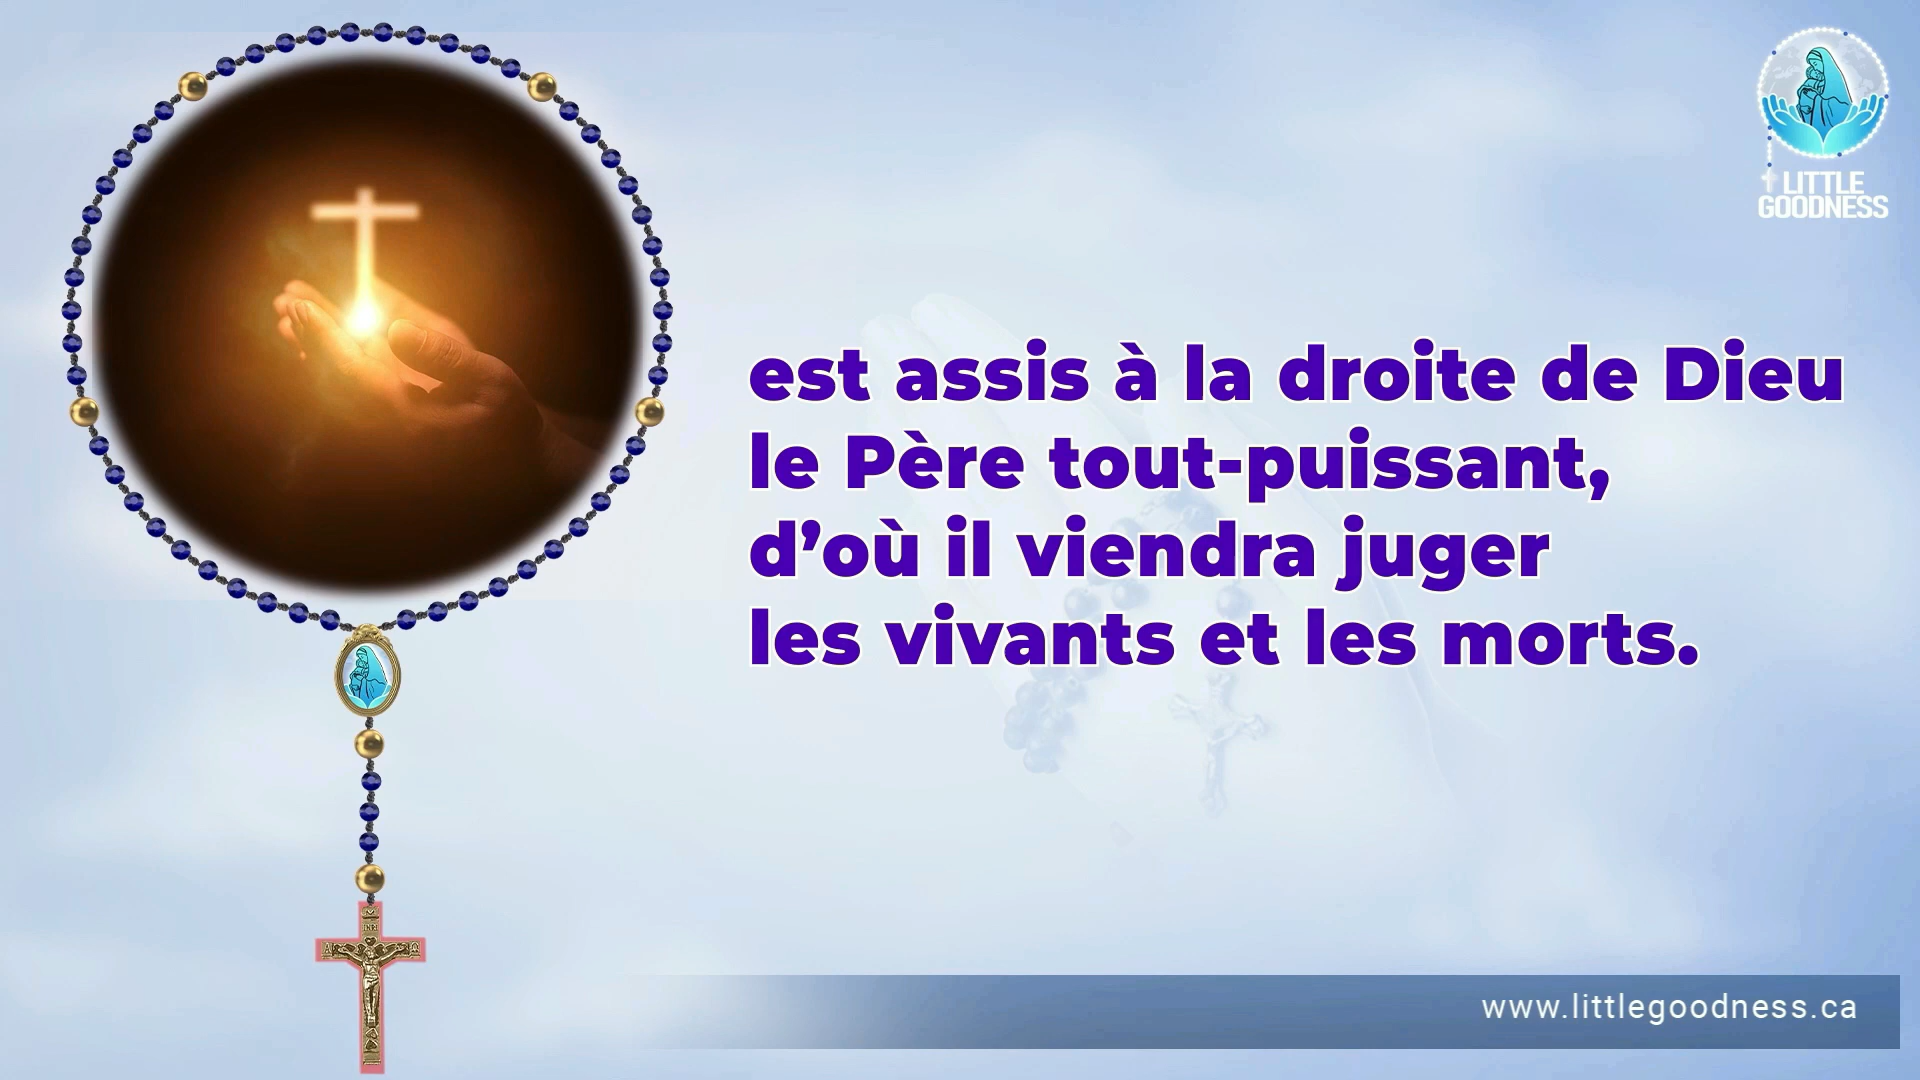 LITTLE
GOODNESS
est assis à la droite de Dieu
le Père tout-puissant,
d’où il viendra juger
les vivants et les morts.
INRI
A Ω
www.littlegoodness.ca